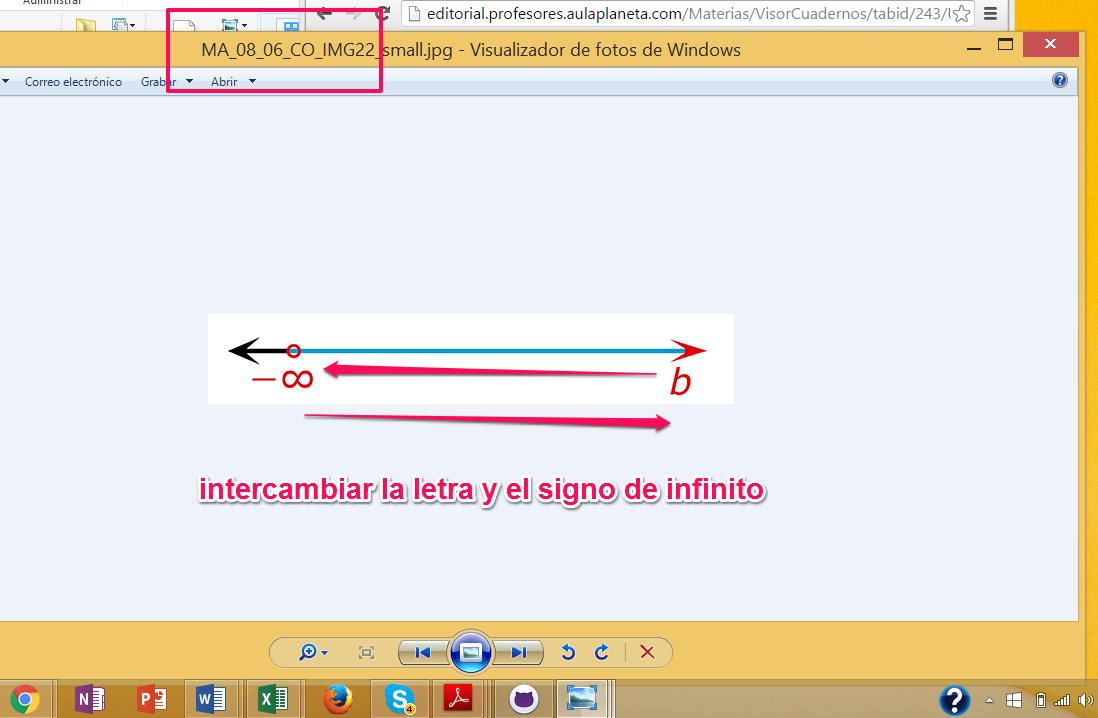 Administrar
editorial.profesores.aulaplaneta.com/Materias/VisorCuadernos/tabid/243/
MA_08_06_CO_IMG22_small.jpg - Visualizador de fotos de Windows
Correo electrónico Grabar Abrir
−∞ b
intercambiar la letra y el signo de infinito
N P W X S 4 ?